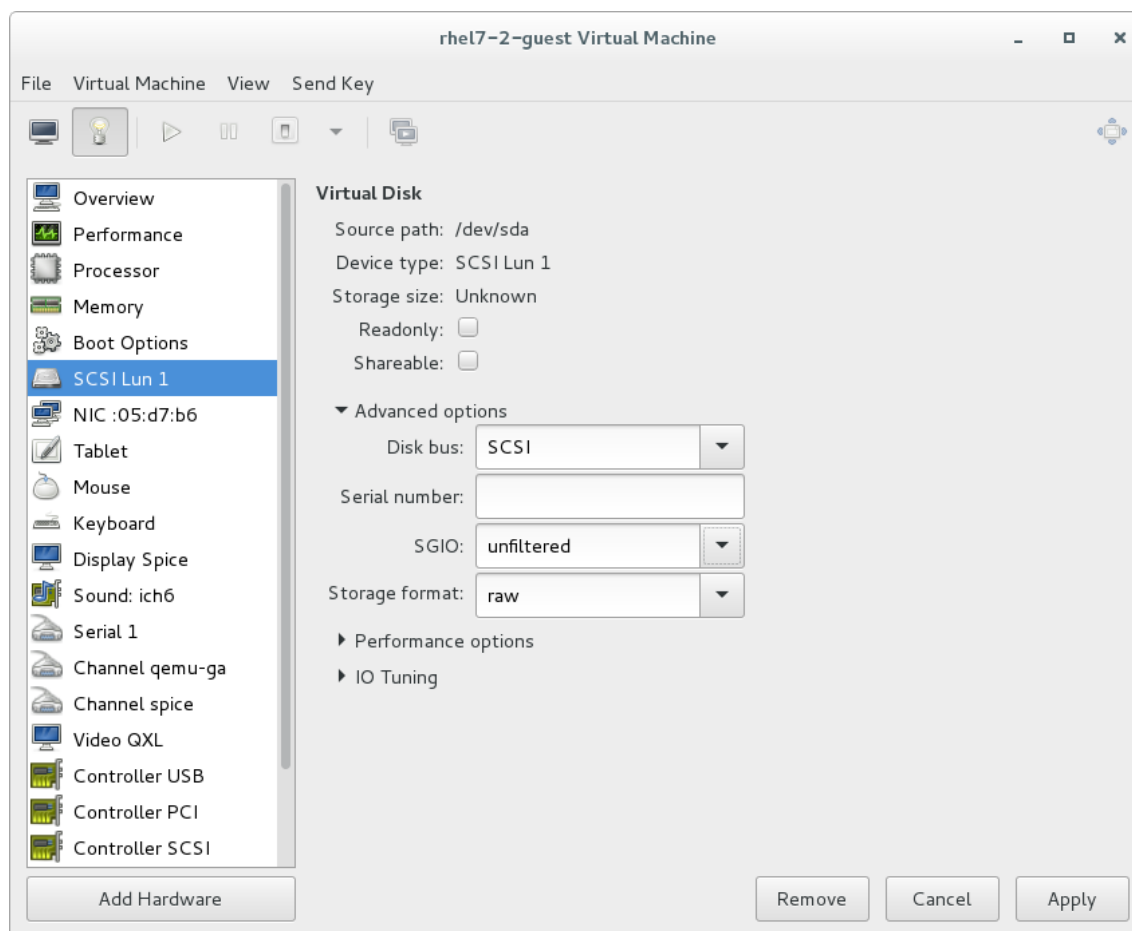 rhel7-2-guest Virtual Machine
File Virtual Machine View Send Key
Overview
Performance
Processor
Memory
Boot Options
SCSI Lun 1
NIC :05:d7:b6
Tablet
Mouse
Keyboard
Display Spice
Sound: ich6
Serial 1
Channel qemu-ga
Channel spice
Video QXL
Controller USB
Controller PCI
Controller SCSI
Add Hardware
Virtual Disk
Source path: /dev/sda
Device type: SCSI Lun 1
Storage size: Unknown
Readonly:
Shareable:
Advanced options
Disk bus: SCSI
Serial number:
SGIO: unfiltered
Storage format: raw
Performance options
IO Tuning
Remove Cancel Apply